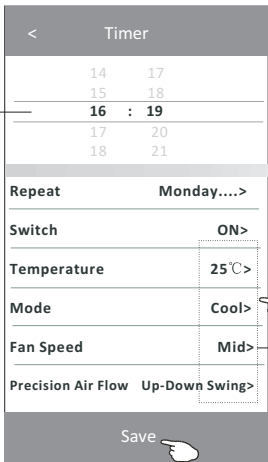 < Timer
14 17
15 18
16 : 19
17 20
18 21
Repeat Monday....>
Switch ON>
Temperature 25℃>
Mode Cool>
Fan Speed Mid>
Precision Air Flow Up-Down Swing>
Save